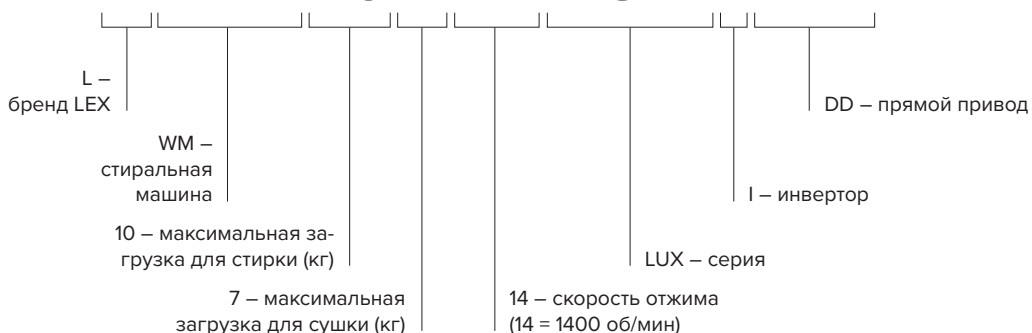 L –
бренд LEX
WM –
стиральная
машина
10 – максимальная за-
грузка для стирки (кг)
7 – максимальная
загрузка для сушки (кг)
14 – скорость отжима
(14 = 1400 об/мин)
LUX – серия
I – инвертор
DD – прямой привод